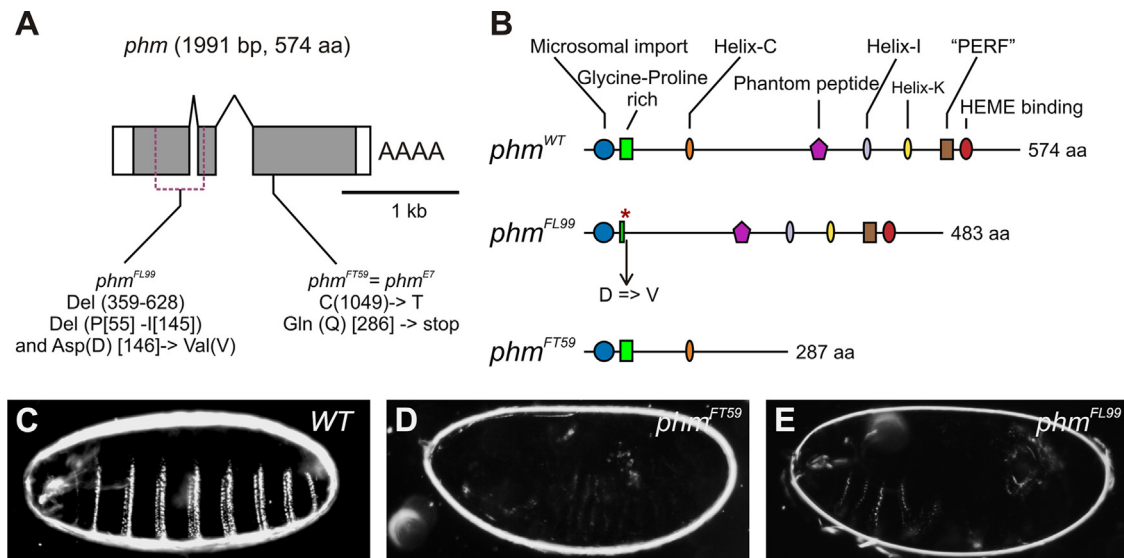 A
phm (1991 bp, 574 aa)
AAAA
1 kb
phmFL99
Del (359-628)
Del (P[55] -I[145])
and Asp(D) [146]-> Val(V)
phmFT59= phmE7
C(1049)-> T
Gln (Q) [286] -> stop
B
Microsomal import
Helix-C
Helix-I
“PERF”
Glycine-Proline
rich
Phantom peptide
Helix-K
HEME binding
phmWT
574 aa
*
phmFL99
483 aa
D => V
phmFT59
287 aa
C
WT
D
phmFT59
E
phmFL99